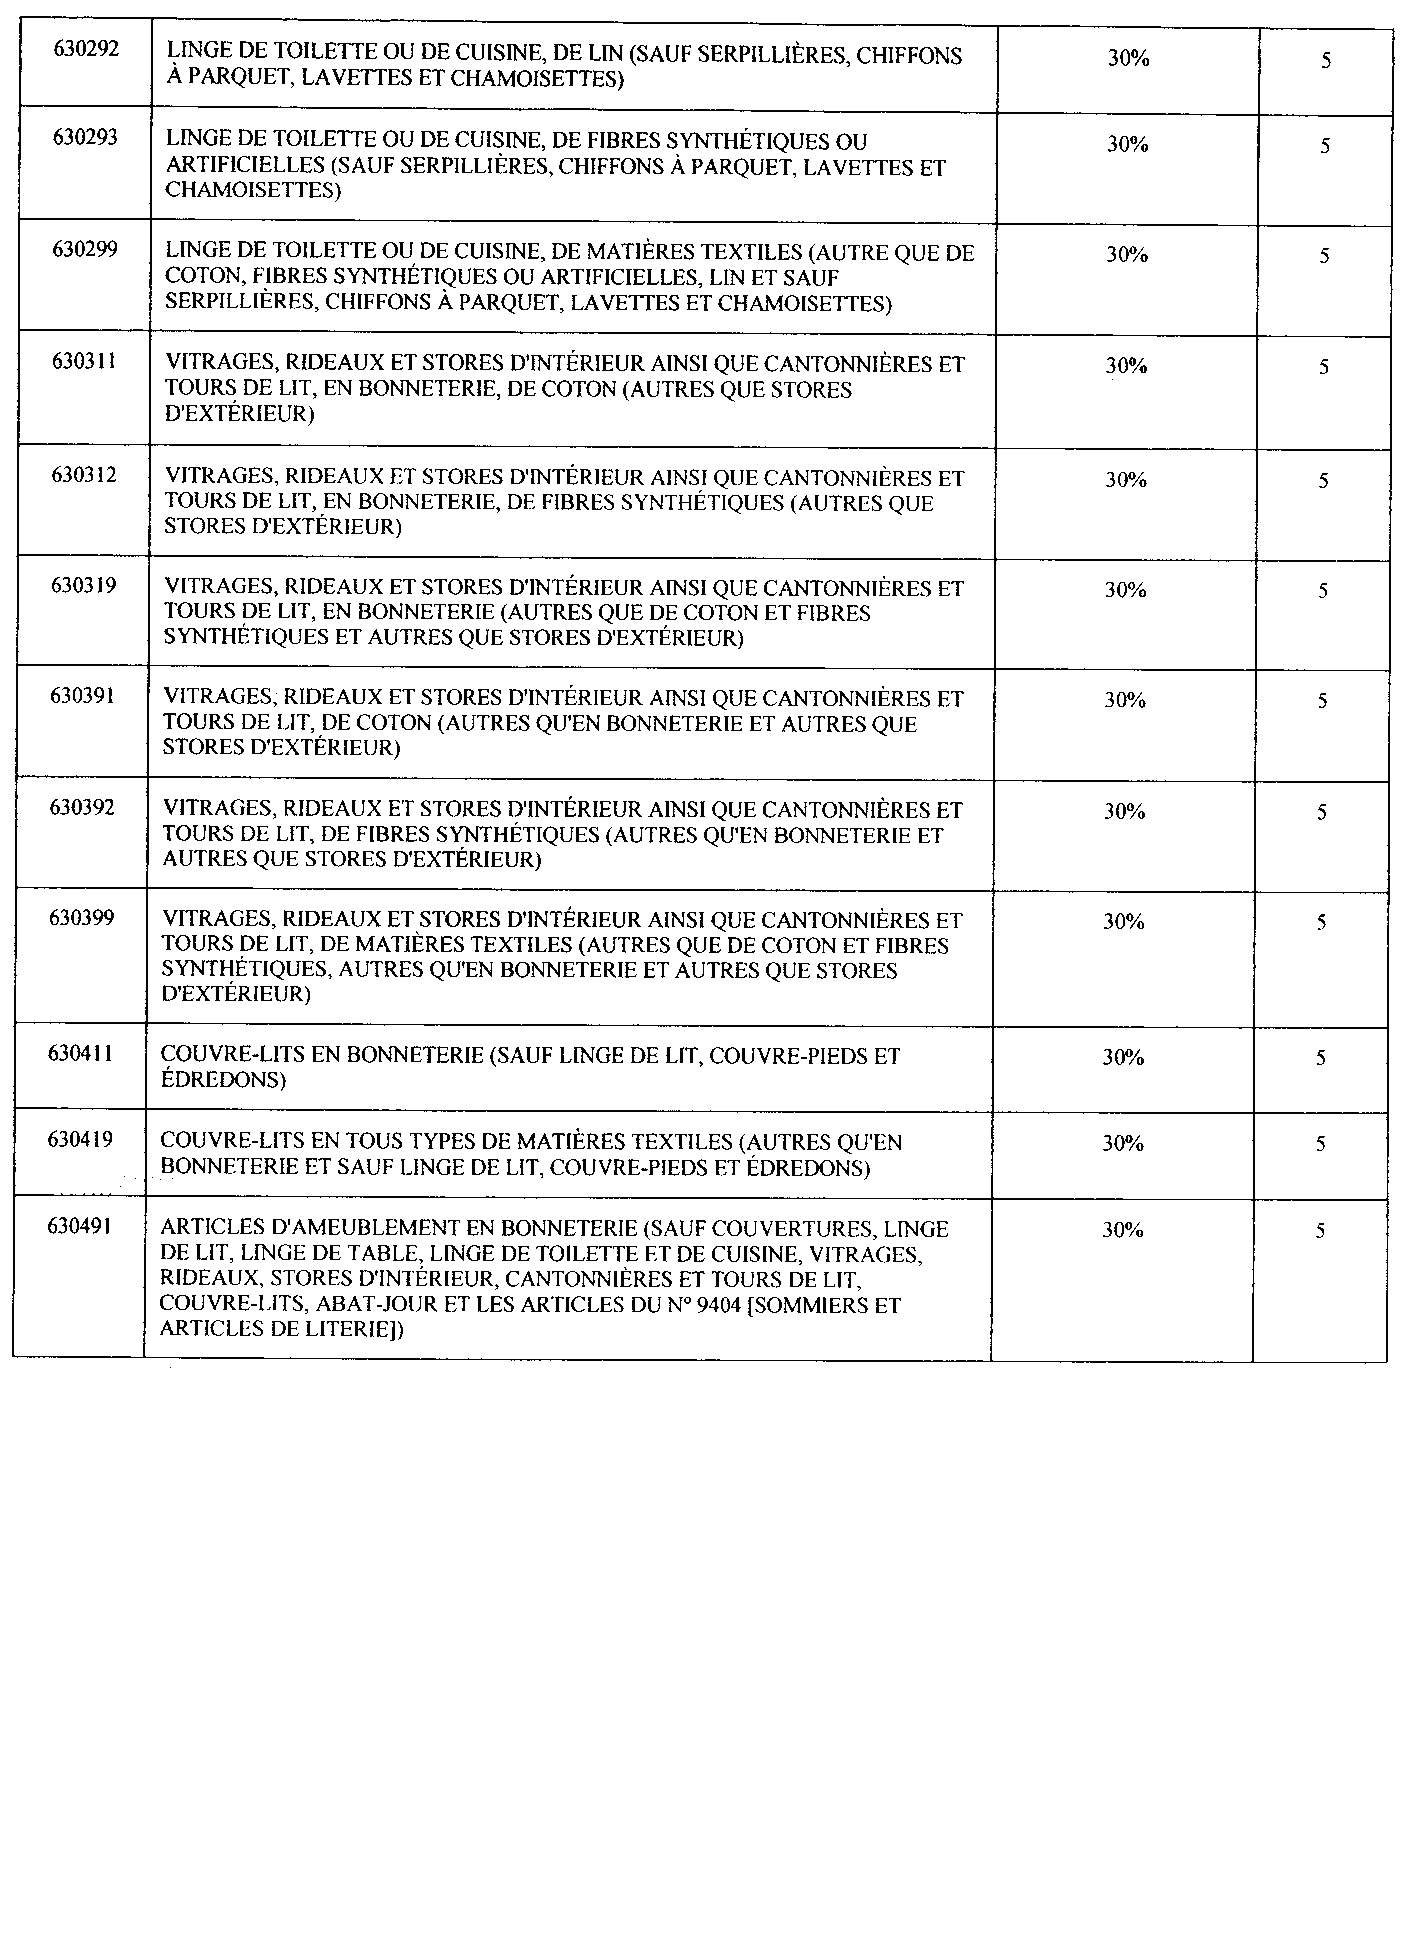 630292 LINGE DE TOILETTE OU DE CUISINE, DE LIN (SAUF SERPILLIÈRES, CHIFFONS 30% 5
À PARQUET, LAVETTES ET CHAMOISETTES)
630293 LINGE DE TOILETTE OU DE CUISINE, DE FIBRES SYNTHÉTIQUES OU 30% 5
ARTIFICIELLES (SAUF SERPILLIÈRES, CHIFFONS À PARQUET, LAVETTES ET
CHAMOISETTES)
630299 LINGE DE TOILETTE OU DE CUISINE, DE MATIÈRES TEXTILES (AUTRE QUE DE 30% 5
COTON, FIBRES SYNTHÉTIQUES OU ARTIFICIELLES, LIN ET SAUF
SERPILLIÈRES, CHIFFONS À PARQUET, LAVETTES ET CHAMOISETTES)
630311 VITRAGES, RIDEAUX ET STORES D'INTÉRIEUR AINSI QUE CANTONNIÈRES ET 30% 5
TOURS DE LIT, EN BONNETERIE, DE COTON (AUTRES QUE STORES
D'EXTÉRIEUR)
630312 VITRAGES, RIDEAUX ET STORES D'INTÉRIEUR AINSI QUE CANTONNIÈRES ET 30% 5
TOURS DE LIT, EN BONNETERIE, DE FIBRES SYNTHÉTIQUES (AUTRES QUE
STORES D'EXTÉRIEUR)
630319 VITRAGES, RIDEAUX ET STORES D'INTÉRIEUR AINSI QUE CANTONNIÈRES ET 30% 5
TOURS DE LIT, EN BONNETERIE (AUTRES QUE DE COTON ET FIBRES
SYNTHÉTIQUES ET AUTRES QUE STORES D'EXTÉRIEUR)
630391 VITRAGES, RIDEAUX ET STORES D'INTÉRIEUR AINSI QUE CANTONNIÈRES ET 30% 5
TOURS DE LIT, DE COTON (AUTRES QU'EN BONNETERIE ET AUTRES QUE
STORES D'EXTÉRIEUR)
630392 VITRAGES, RIDEAUX ET STORES D'INTÉRIEUR AINSI QUE CANTONNIÈRES ET 30% 5
TOURS DE LIT, DE FIBRES SYNTHÉTIQUES (AUTRES QU'EN BONNETERIE ET
AUTRES QUE STORES D'EXTÉRIEUR)
630399 VITRAGES, RIDEAUX ET STORES D'INTÉRIEUR AINSI QUE CANTONNIÈRES ET 30% 5
TOURS DE LIT, DE MATIÈRES TEXTILES (AUTRES QUE DE COTON ET FIBRES
SYNTHÉTIQUES, AUTRES QU'EN BONNETERIE ET AUTRES QUE STORES
D'EXTÉRIEUR)
630411 COUVRE-LITS EN BONNETERIE (SAUF LINGE DE LIT, COUVRE-PIEDS ET 30% 5
ÉDREDONS)
630419 COUVRE-LITS EN TOUS TYPES DE MATIÈRES TEXTILES (AUTRES QU'EN 30% 5
BONNETERIE ET SAUF LINGE DE LIT, COUVRE-PIEDS ET ÉDREDONS)
630491 ARTICLES D'AMEUBLEMENT EN BONNETERIE (SAUF COUVERTURES, LINGE 30% 5
DE LIT, LINGE DE TABLE, LINGE DE TOILETTE ET DE CUISINE, VITRAGES,
RIDEAUX, STORES D'INTÉRIEUR, CANTONNIÈRES ET TOURS DE LIT,
COUVRE-LITS, ABAT-JOUR ET LES ARTICLES DU Nº 9404 [SOMMIERS ET
ARTICLES DE LITERIE])